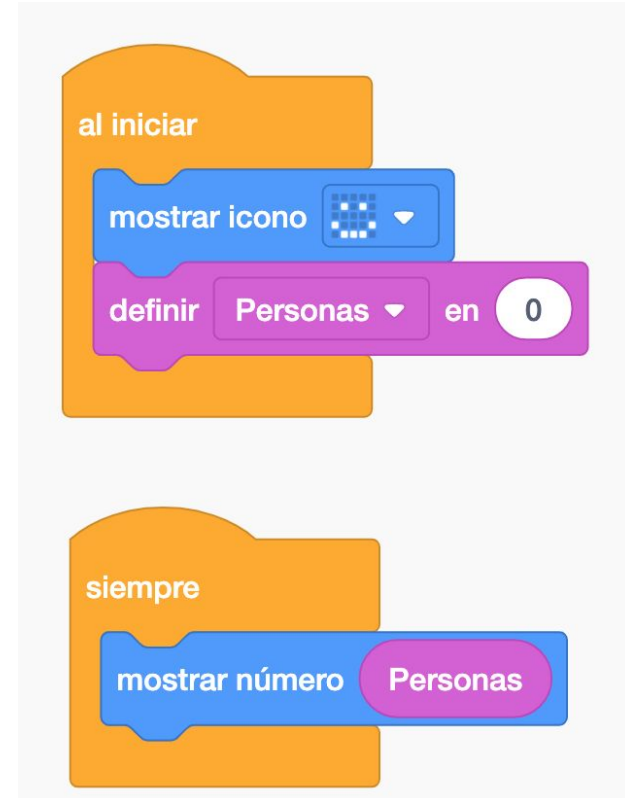 al iniciar
mostrar icono
definir Personas en 0
siempre
mostrar número Personas